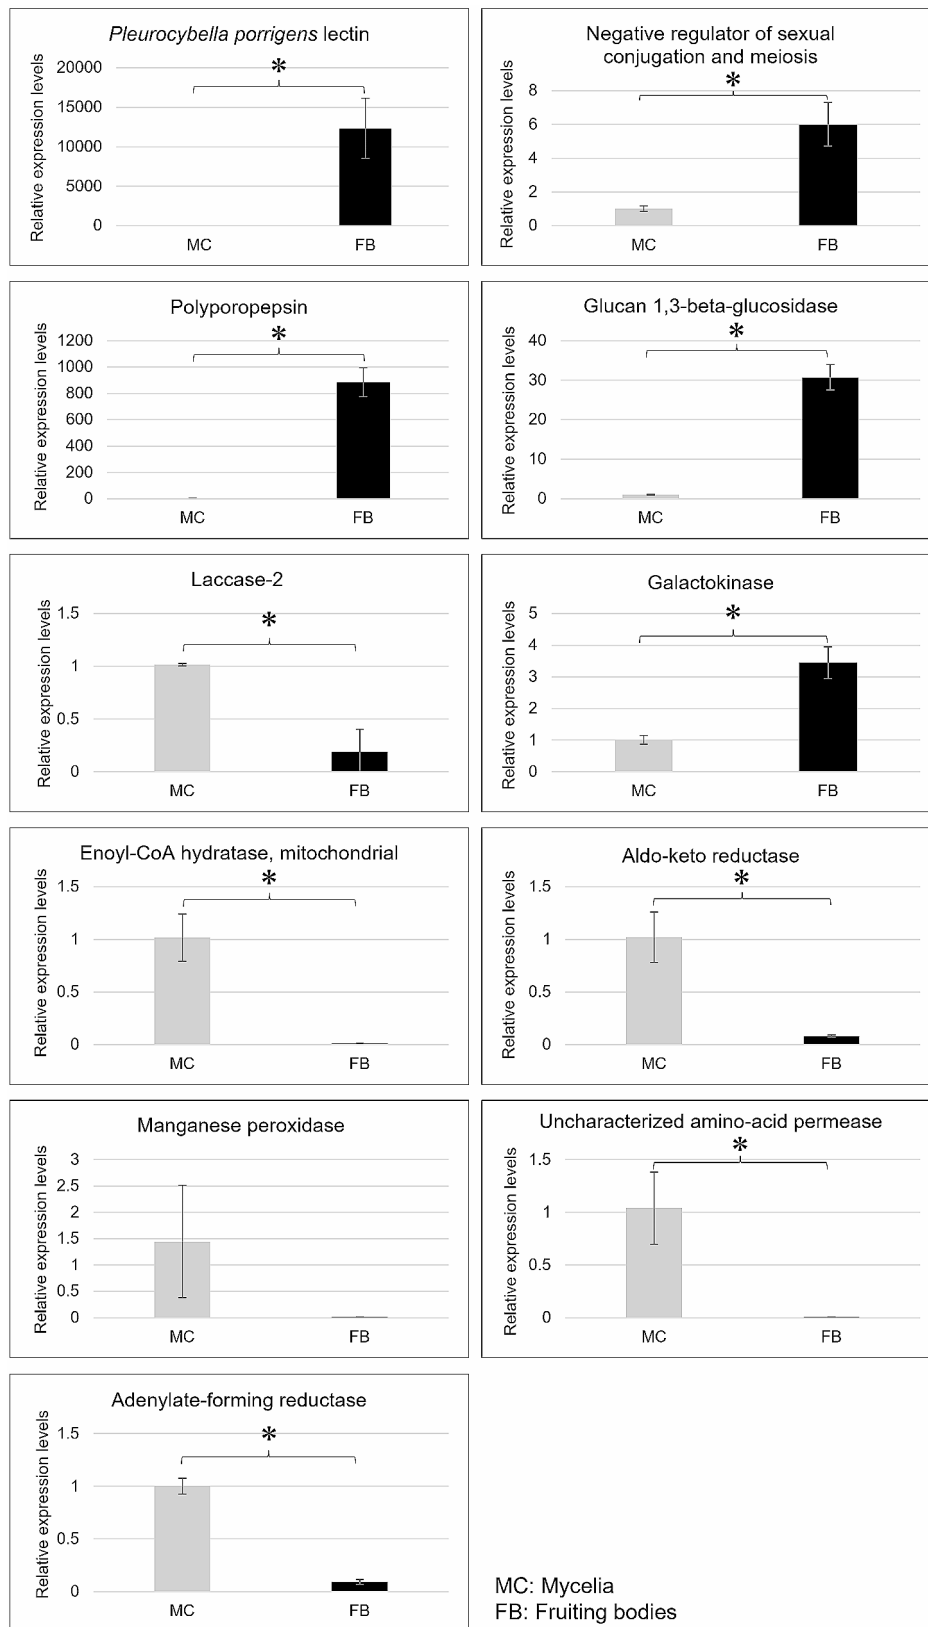 Pleurocybella porrigens lectin
Relative expression levels
20000
15000
10000
5000
0
*
MC
FB
Negative regulator of sexual
conjugation and meiosis
Relative expression levels
8
6
4
2
0
*
MC
FB
Polyporopepsin
Relative expression levels
1200
1000
800
600
400
200
0
*
MC
FB
Glucan 1,3-beta-glucosidase
Relative expression levels
40
30
20
10
0
*
MC
FB
Laccase-2
Relative expression levels
1.5
1
0.5
0
*
MC
FB
Galactokinase
Relative expression levels
5
4
3
2
1
0
*
MC
FB
Enoyl-CoA hydratase, mitochondrial
Relative expression levels
1.5
1
0.5
0
*
MC
FB
Aldo-keto reductase
Relative expression levels
1.5
1
0.5
0
*
MC
FB
Manganese peroxidase
Relative expression levels
3
2.5
2
1.5
1
0.5
0
MC
FB
Uncharacterized amino-acid permease
Relative expression levels
1.5
1
0.5
0
*
MC
FB
Adenylate-forming reductase
Relative expression levels
1.5
1
0.5
0
*
MC
FB
MC: Mycelia
FB: Fruiting bodies